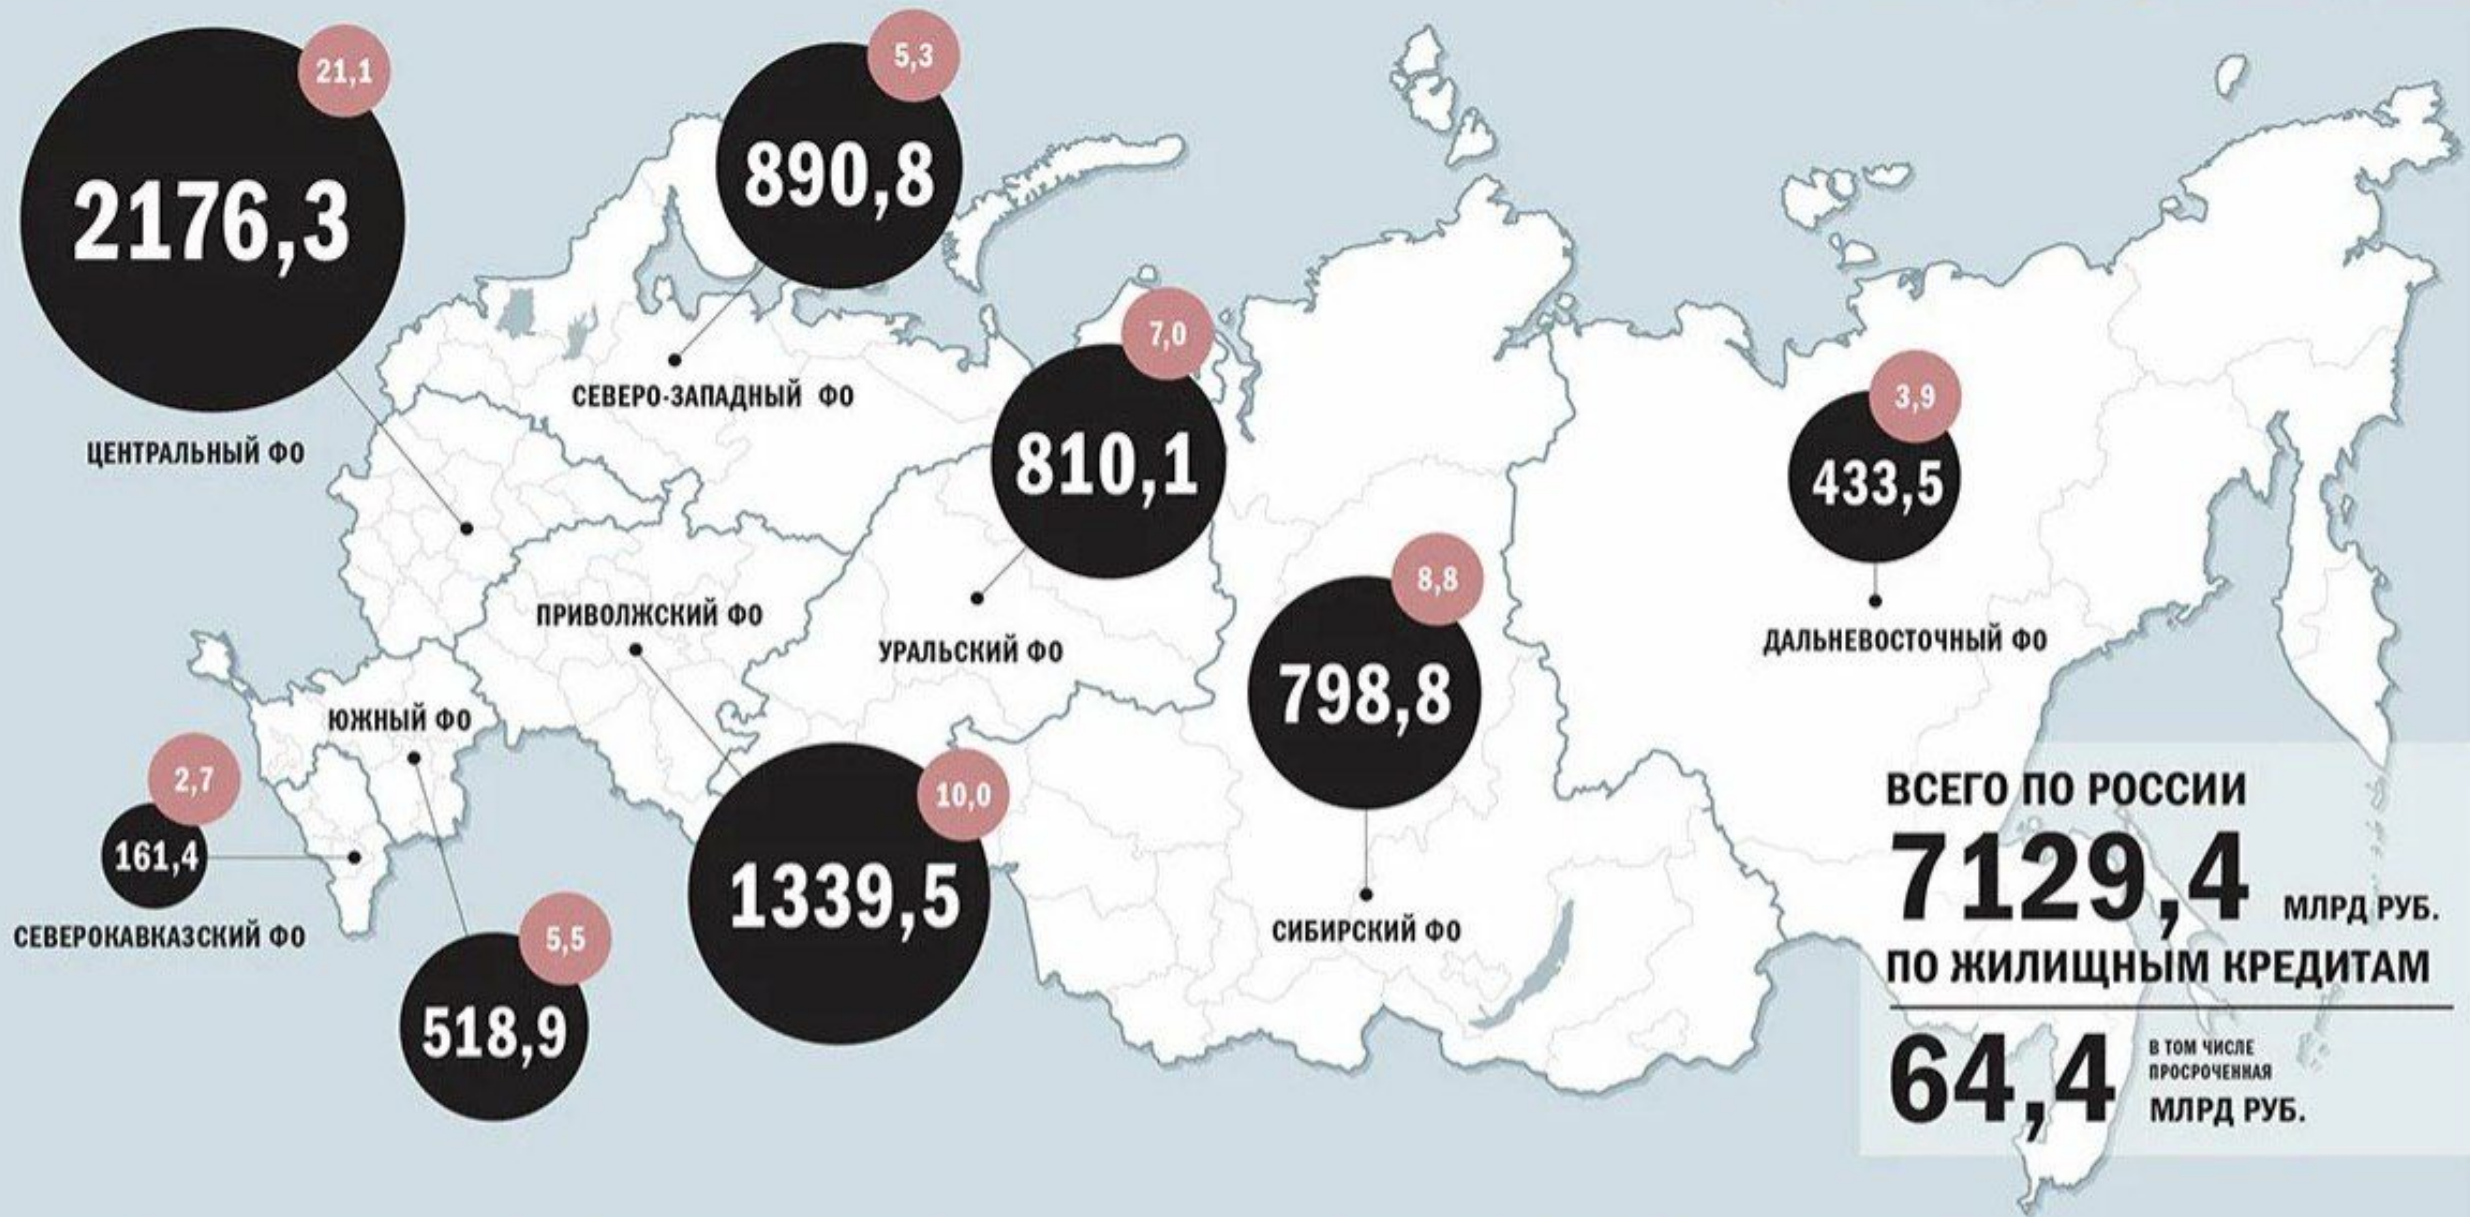 21,1
2176,3
ЦЕНТРАЛЬНЫЙ ФО
5,3
890,8
СЕВЕРО-ЗАПАДНЫЙ ФО
7,0
810,1
УРАЛЬСКИЙ ФО
3,9
433,5
ДАЛЬНЕВОСТОЧНЫЙ ФО
8,8
798,8
СИБИРСКИЙ ФО
ПРИВОЛЖСКИЙ ФО
10,0
1339,5
ЮЖНЫЙ ФО
5,5
518,9
2,7
161,4
СЕВЕРОКАВКАЗСКИЙ ФО
ВСЕГО ПО РОССИИ
7129,4 МЛРД РУБ.
ПО ЖИЛИЩНЫМ КРЕДИТАМ
64,4
В ТОМ ЧИСЛЕ
ПРОСРОЧЕННАЯ
МЛРД РУБ.